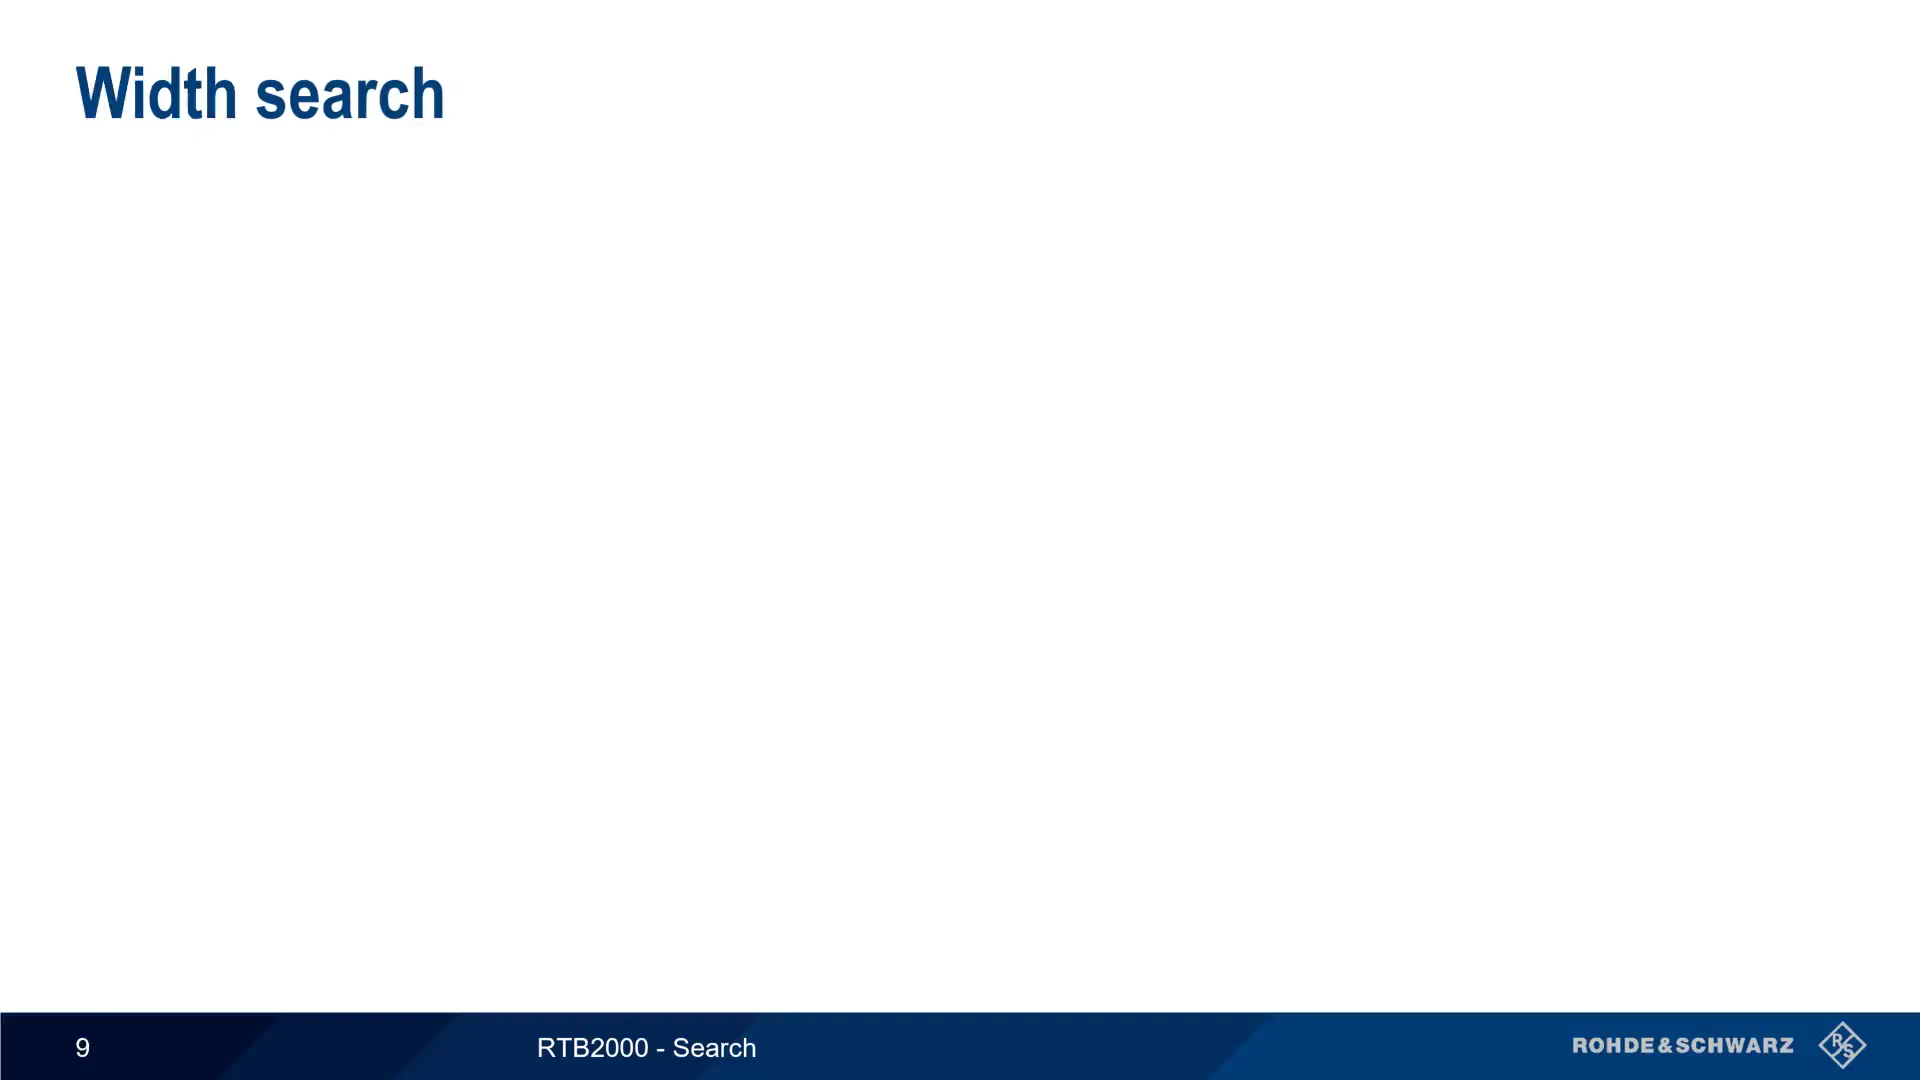 Width search
9
RTB2000 - Search
ROHDE&SCHWARZ
R
S